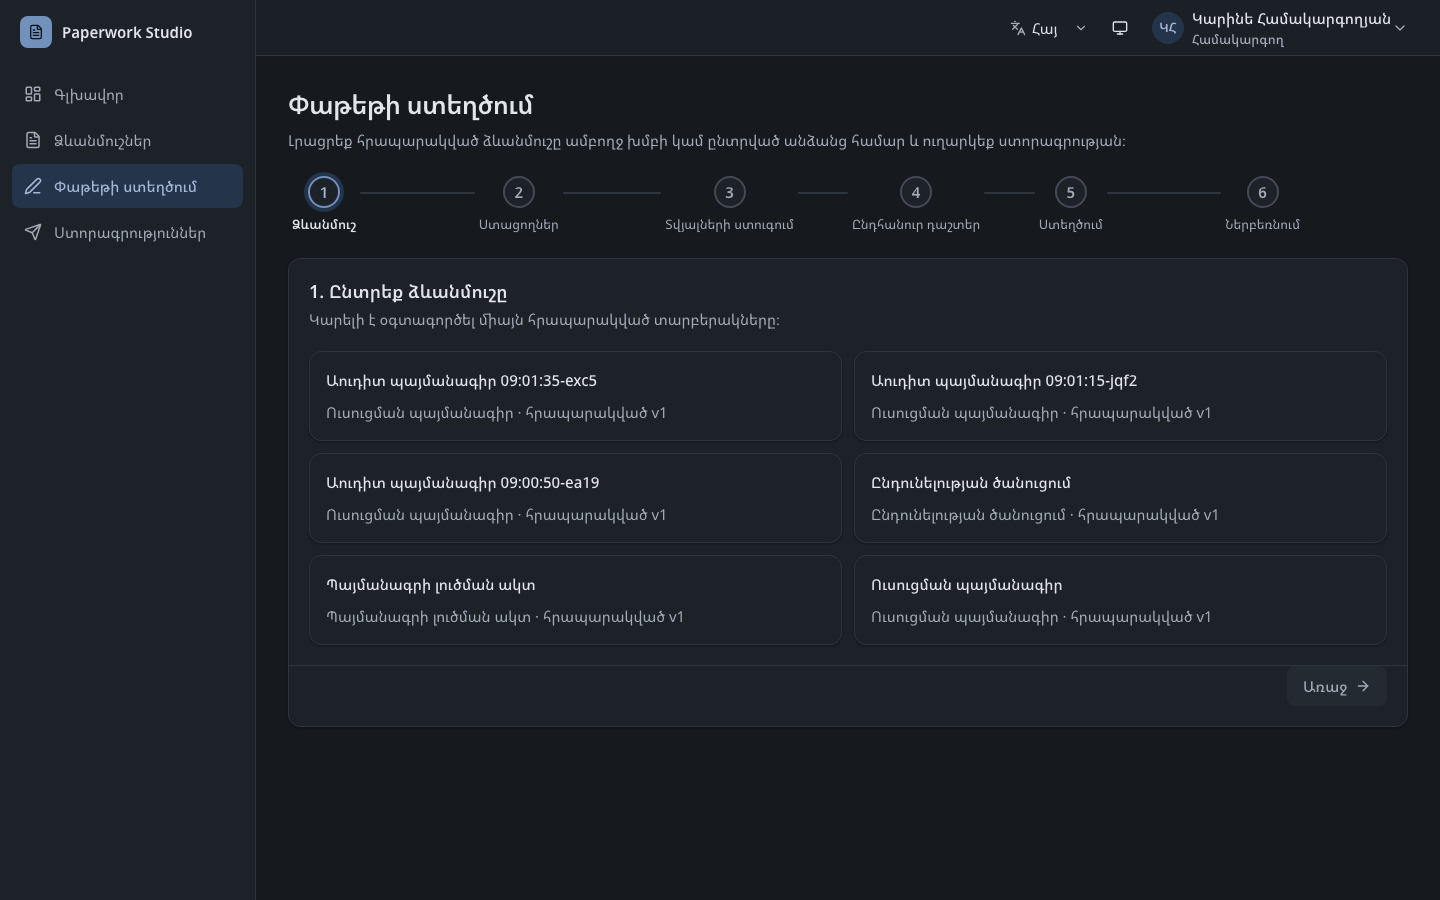 Paperwork Studio
Գլխավոր
Ձևանմուշներ
Փաթեթի ստեղծում
Ստորագրություններ
Հայ
ԿՀ
Կարինե Համակարգողյան
Համակարգող
Փաթեթի ստեղծում
Լրացրեք հրապարակված ձևանմուշը ամբողջ խմբի կամ ընտրված անձանց համար և ուղարկեք ստորագրության։
1
2
3
4
5
6
Ձևանմուշ
Ստացողներ
Տվյալների ստուգում
Ընդհանուր դաշտեր
Ստեղծում
Ներբեռնում
1. Ընտրեք ձևանմուշը
Կարելի է օգտագործել միայն հրապարակված տարբերակները։
Աուդիտ պայմանագիր 09:01:35-exc5
Ուսուցման պայմանագիր · հրապարակված v1
Աուդիտ պայմանագիր 09:01:15-jqf2
Ուսուցման պայմանագիր · հրապարակված v1
Աուդիտ պայմանագիր 09:00:50-ea19
Ուսուցման պայմանագիր · հրապարակված v1
Ընդունելության ծանուցում
Ընդունելության ծանուցում · հրապարակված v1
Պայմանագրի լուծման ակտ
Պայմանագրի լուծման ակտ · հրապարակված v1
Ուսուցման պայմանագիր
Ուսուցման պայմանագիր · հրապարակված v1
Առաջ